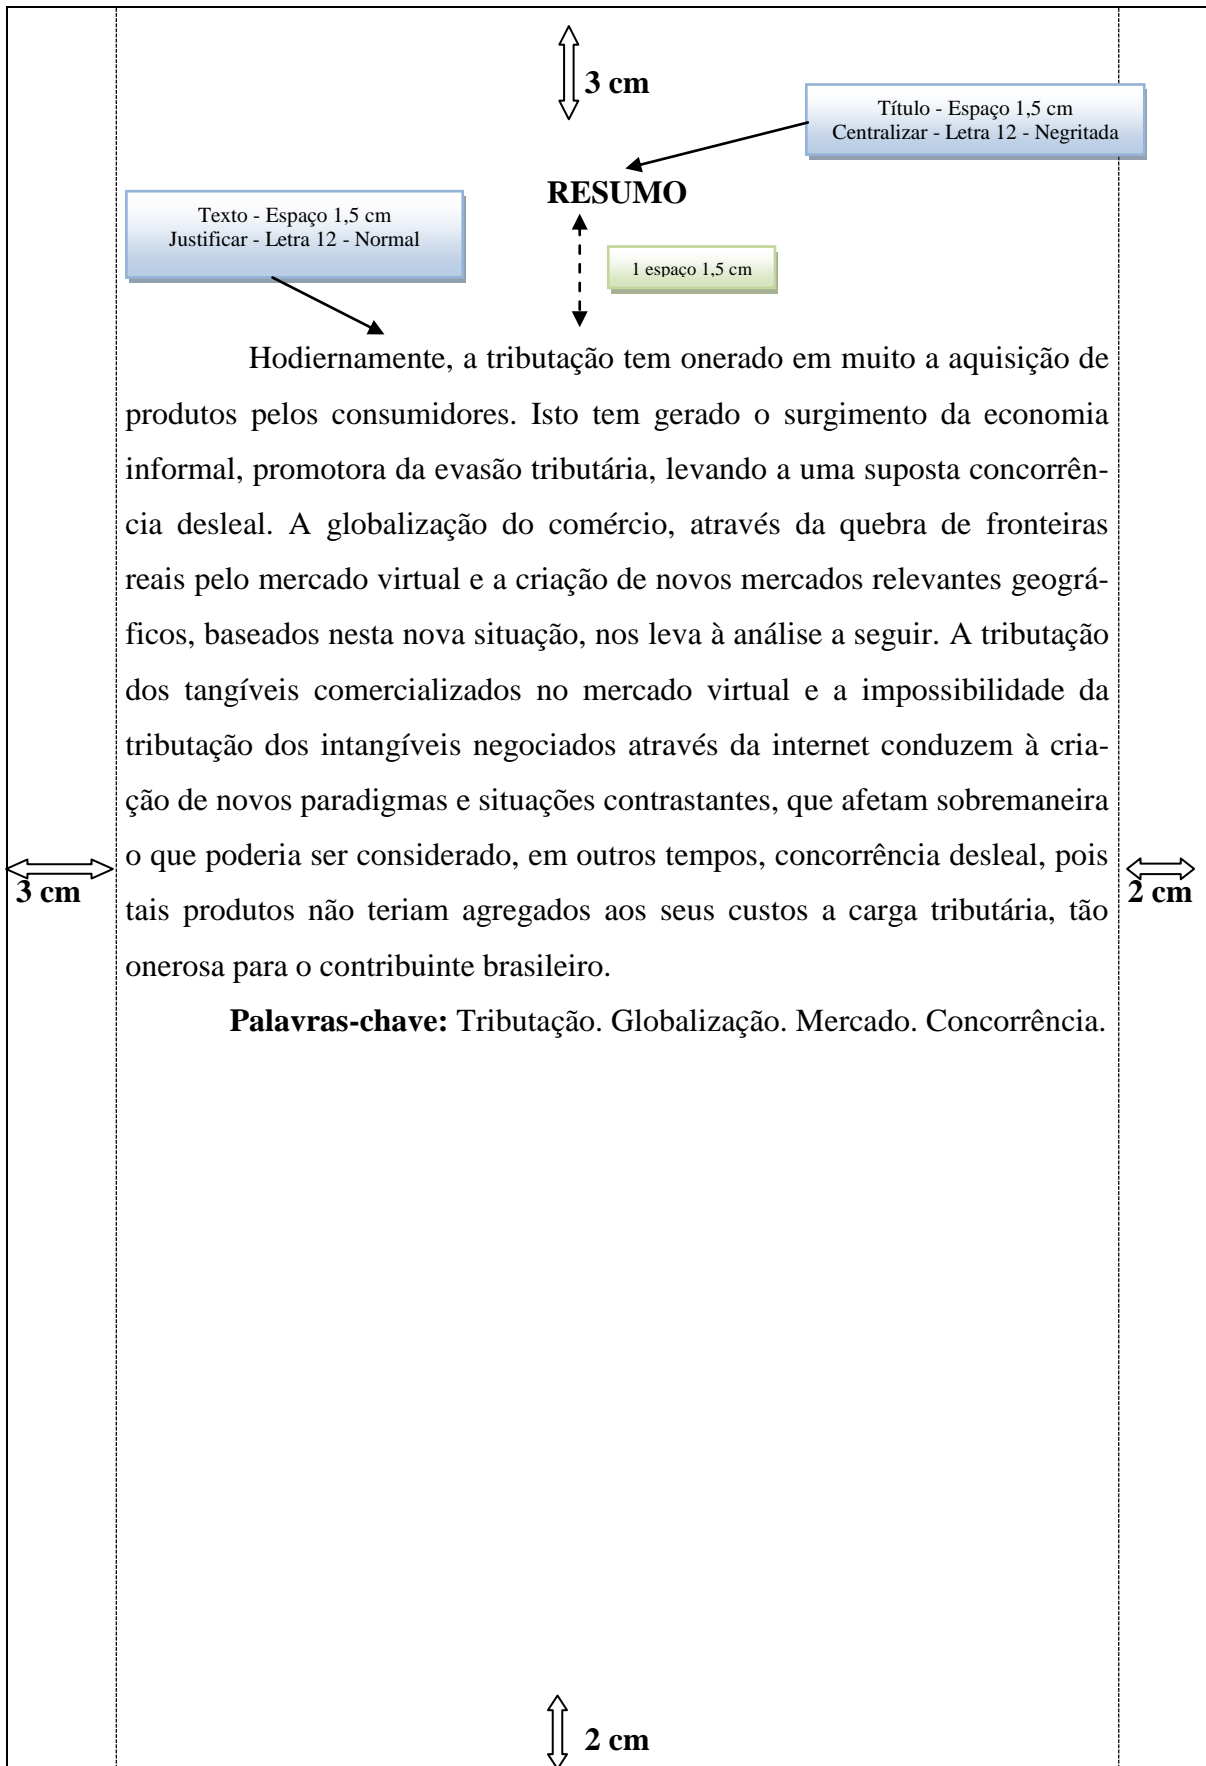 3 cm
Título - Espaço 1,5 cm
Centralizar - Letra 12 - Negritada
RESUMO
Texto - Espaço 1,5 cm
Justificar - Letra 12 - Normal
1 espaço 1,5 cm
Hodiernamente, a tributação tem onerado em muito a aquisição de
produtos pelos consumidores. Isto tem gerado o surgimento da economia
informal, promotora da evasão tributária, levando a uma suposta concorrên-
cia desleal. A globalização do comércio, através da quebra de fronteiras
reais pelo mercado virtual e a criação de novos mercados relevantes geográ-
ficos, baseados nesta nova situação, nos leva à análise a seguir. A tributação
dos tangíveis comercializados no mercado virtual e a impossibilidade da
tributação dos intangíveis negociados através da internet conduzem à cria-
ção de novos paradigmas e situações contrastantes, que afetam sobremaneira
o que poderia ser considerado, em outros tempos, concorrência desleal, pois
tais produtos não teriam agregados aos seus custos a carga tributária, tão
onerosa para o contribuinte brasileiro.
3 cm
2 cm
Palavras-chave: Tributação. Globalização. Mercado. Concorrência.
2 cm